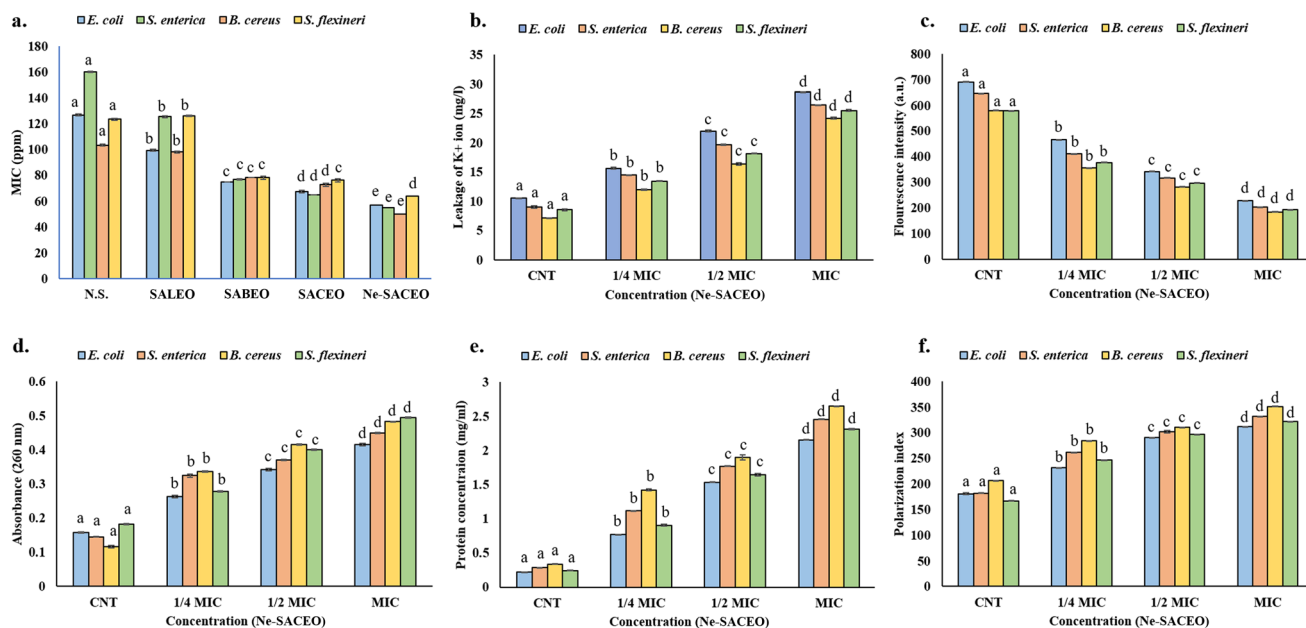 a.
E. coli S. enterica B. cereus S. flexineri
MIC (ppm)
180
160
140
120
100
80
60
40
20
0
a a a a
b b b b
c c c c
d d d d
e e e d
N.S. SALEO SABEO SACEO Ne-SACEO
b.
E. coli S. enterica B. cereus S. flexineri
Leakage of K+ ion (mg/l)
35
30
25
20
15
10
5
0
a a a a
b b b b
c c c c
d d d d
CNT 1/4 MIC 1/2 MIC MIC
Concentration (Ne-SACEO)
c.
E. coli S. enterica B. cereus S. flexineri
Flourescence intensity (a.u.)
800
700
600
500
400
300
200
100
0
a a a a
b b b b
c c c c
d d d d
CNT 1/4 MIC 1/2 MIC MIC
Concentration (Ne-SACEO)
d.
E. coli S. enterica B. cereus S. flexineri
Absorbance (260 nm)
0.6
0.5
0.4
0.3
0.2
0.1
0
a a a a
b b b b
c c c c
d d d d
CNT 1/4 MIC 1/2 MIC MIC
Concentration (Ne-SACEO)
e.
E. coli S. enterica B. cereus S. flexineri
Protein concentraion (mg/ml)
3
2.5
2
1.5
1
0.5
0
a a a a
b b b b
c c c c
d d d d
CNT 1/4 MIC 1/2 MIC MIC
Concentration (Ne-SACEO)
f.
E. coli S. enterica B. cereus S. flexineri
Polarization index
400
350
300
250
200
150
100
50
0
a a a a
b b b b
c c c c
d d d d
CNT 1/4 MIC 1/2 MIC MIC
Concentration (Ne-SACEO)